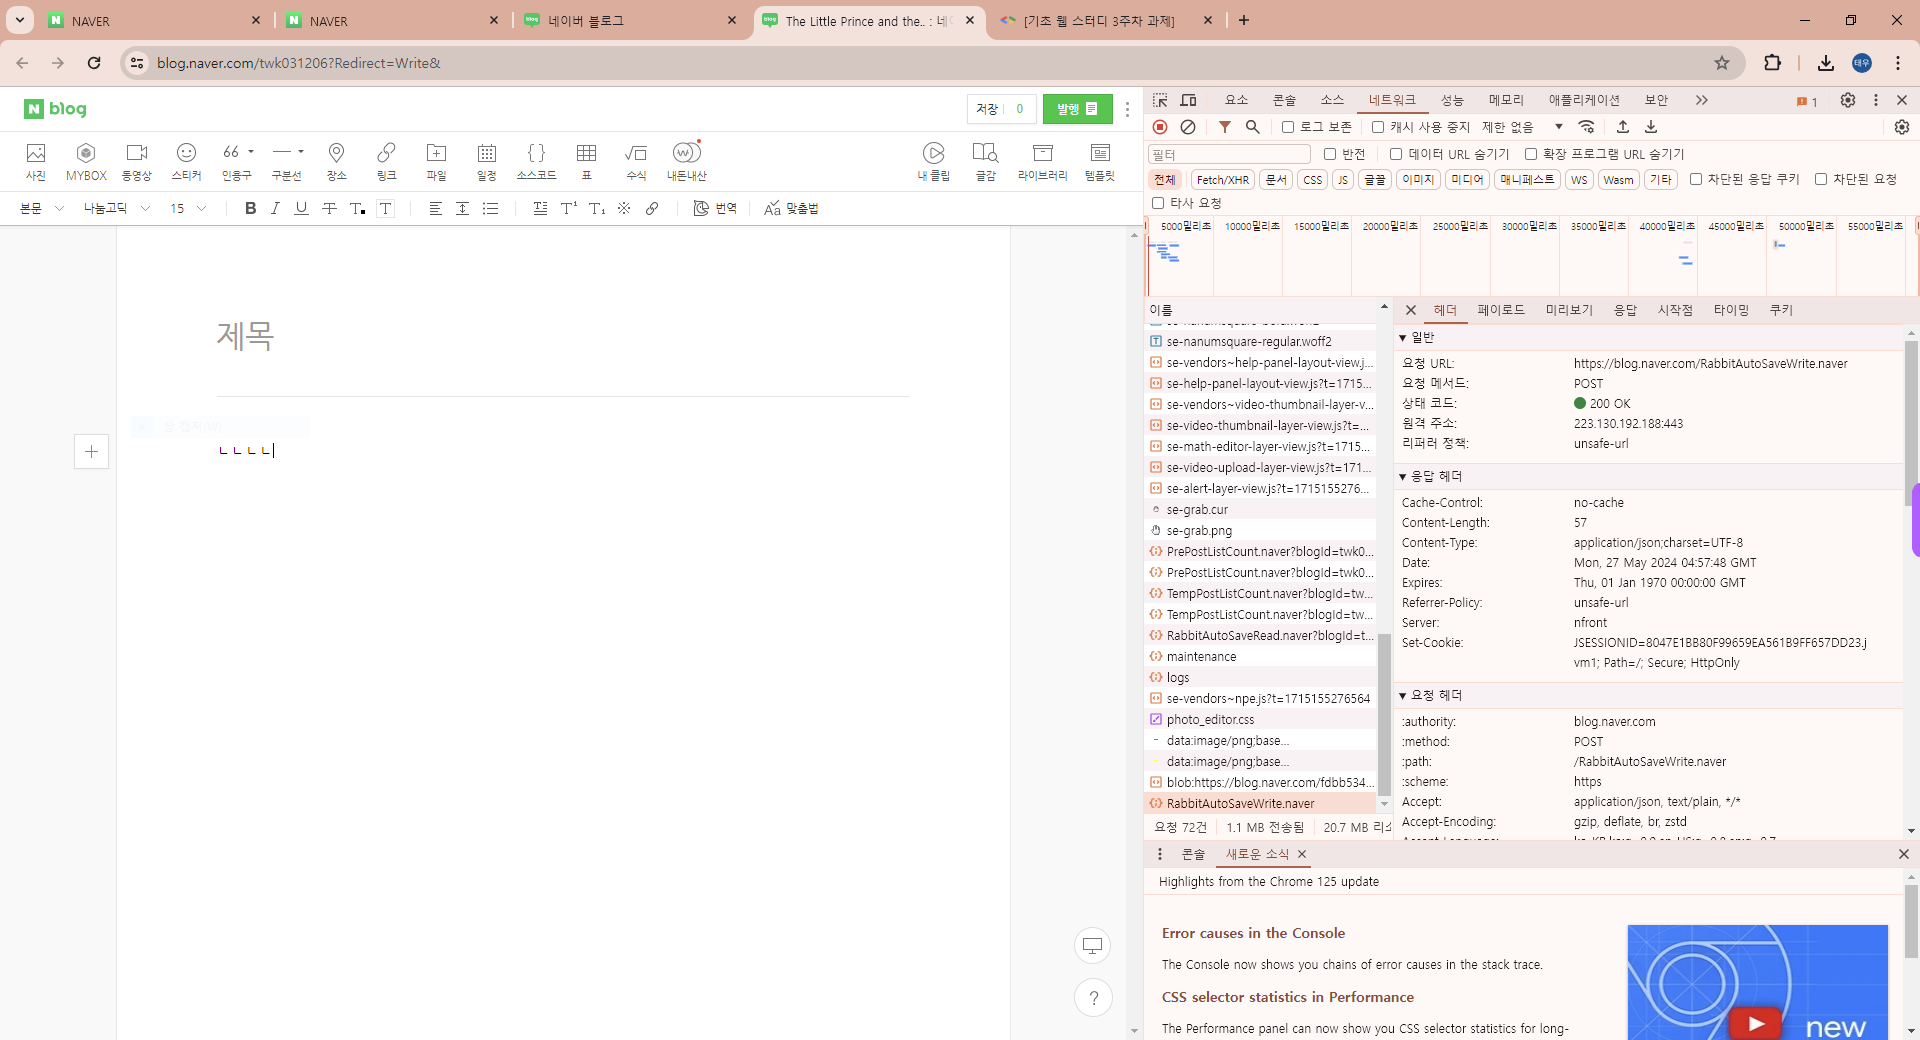 NAVER
NAVER
네이버 블로그
The Little Prince and the.. : 네이
[기초 웹 스터디 3주차 과제]
blog.naver.com/twk031206?Redirect=Write&
태우
N blog
저장 0
발행
사진
MYBOX
동영상
스티커
인용구
구분선
장소
링크
파일
일정
소스코드
표
수식
내돈내산
내 클립
글감
라이브러리
템플릿
본문
나눔고딕
15
번역
맞춤법
제목
ㄴㄴㄴㄴ
요소
콘솔
소스
네트워크
성능
메모리
애플리케이션
보안
1
로그 보존
캐시 사용 중지
제한 없음
필터
반전
데이터 URL 숨기기
확장 프로그램 URL 숨기기
전체
Fetch/XHR
문서
CSS
JS
글꼴
이미지
미디어
매니페스트
WS
Wasm
기타
차단된 응답 쿠키
차단된 요청
타사 요청
5000밀리초
10000밀리초
15000밀리초
20000밀리초
25000밀리초
30000밀리초
35000밀리초
40000밀리초
45000밀리초
50000밀리초
55000밀리초
이름
se-nanumsquare-regular.woff2
se-vendors~help-panel-layout-view.j...
se-help-panel-layout-view.js?t=1715...
se-vendors~video-thumbnail-layer-v...
se-video-thumbnail-layer-view.js?t=...
se-math-editor-layer-view.js?t=1715...
se-video-upload-layer-view.js?t=171...
se-alert-layer-view.js?t=1715155276...
se-grab.cur
se-grab.png
PrePostListCount.naver?blogId=twk0...
PrePostListCount.naver?blogId=twk0...
TempPostListCount.naver?blogId=tw...
TempPostListCount.naver?blogId=tw...
RabbitAutoSaveRead.naver?blogId=t...
maintenance
logs
se-vendors~npe.js?t=1715155276564
photo_editor.css
data:image/png;base...
data:image/png;base...
blob:https://blog.naver.com/fdbb534...
RabbitAutoSaveWrite.naver
요청 72건
1.1 MB 전송됨
20.7 MB 리소
헤더
페이로드
미리보기
응답
시작점
타이밍
쿠키
일반
요청 URL: https://blog.naver.com/RabbitAutoSaveWrite.naver
요청 메서드: POST
상태 코드: 200 OK
원격 주소: 223.130.192.188:443
리퍼러 정책: unsafe-url
응답 헤더
Cache-Control: no-cache
Content-Length: 57
Content-Type: application/json;charset=UTF-8
Date: Mon, 27 May 2024 04:57:48 GMT
Expires: Thu, 01 Jan 1970 00:00:00 GMT
Referrer-Policy: unsafe-url
Server: nfront
Set-Cookie: JSESSIONID=8047E1BB80F99659EA561B9FF657DD23.j
vm1; Path=/; Secure; HttpOnly
요청 헤더
:authority: blog.naver.com
:method: POST
:path: /RabbitAutoSaveWrite.naver
:scheme: https
Accept: application/json, text/plain, */*
Accept-Encoding: gzip, deflate, br, zstd
콘솔
새로운 소식
Highlights from the Chrome 125 update
Error causes in the Console
The Console now shows you chains of error causes in the stack trace.
CSS selector statistics in Performance
The Performance panel can now show you CSS selector statistics for long-
new